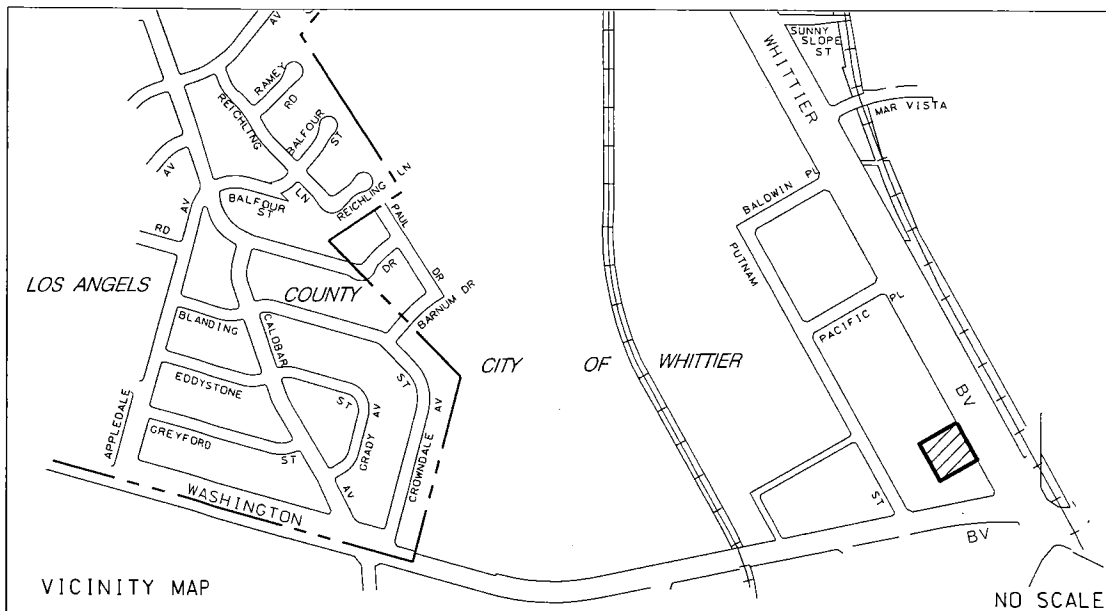 SUNNY
SLOPE
ST
WHITTIER
MAR VISTA
RAMEY
RD
REICHLING
BALFOUR
ST
AV
LN
REICHLING LN
BALFOUR
ST
PAUL
DR
BALDWIN PL
PUTNAM
AV
RD
DR
LOS ANGELS
COUNTY
BARNUM DR
PACIFIC PL
BLANDING
CALOBAR
CITY OF WHITTIER
ST
EDDYSTONE
ST
AV
GRADY
AV
CROWNDALE
BV
APPLEDALE
GREYFORD
ST
AV
WASHINGTON
ST
BV
VICINITY MAP
NO SCALE